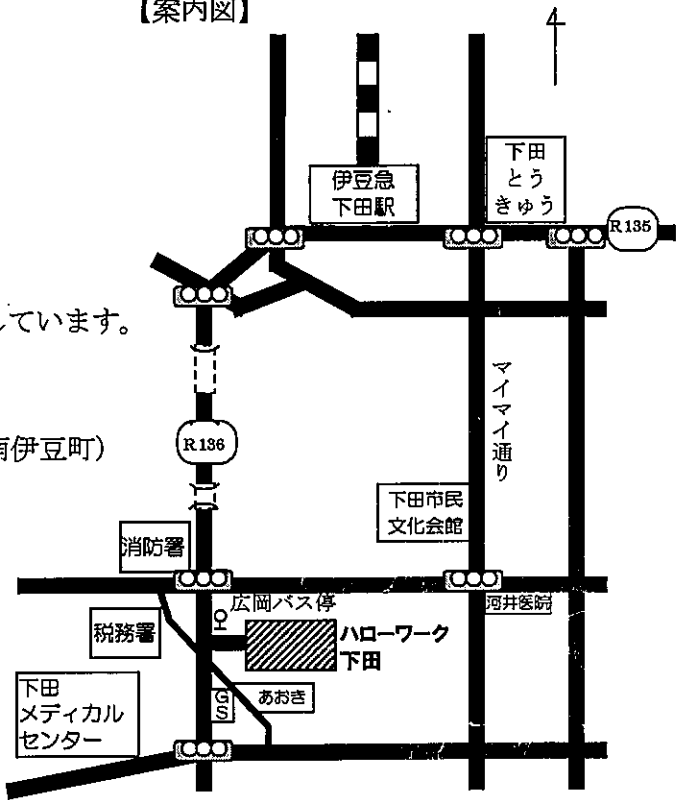 【案内図】
下田
とう
きゅう
伊豆急
下田駅
R135
しています。
マイマイ通り
南伊豆町)
R136
下田市民
文化会館
消防署
広岡バス停
河井医院
税務署
ハローワーク
下田
下田
メディカル
センター
GS
あおき